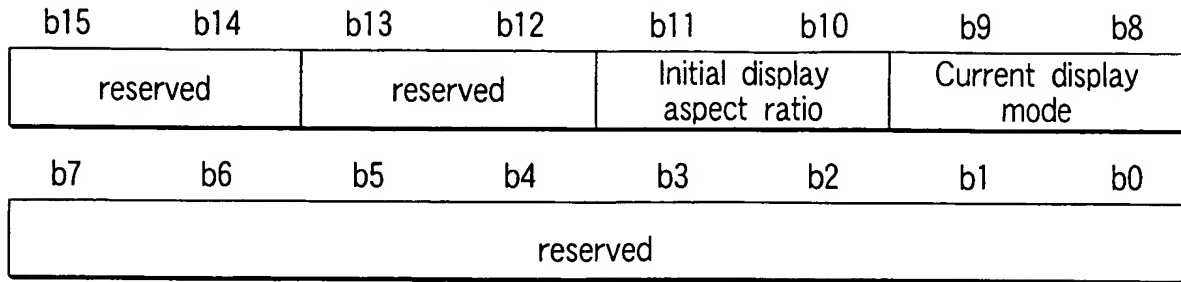 b15 b14 b13 b12 b11 b10 b9 b8
reserved reserved Initial display aspect ratio Current display mode
b7 b6 b5 b4 b3 b2 b1 b0
reserved